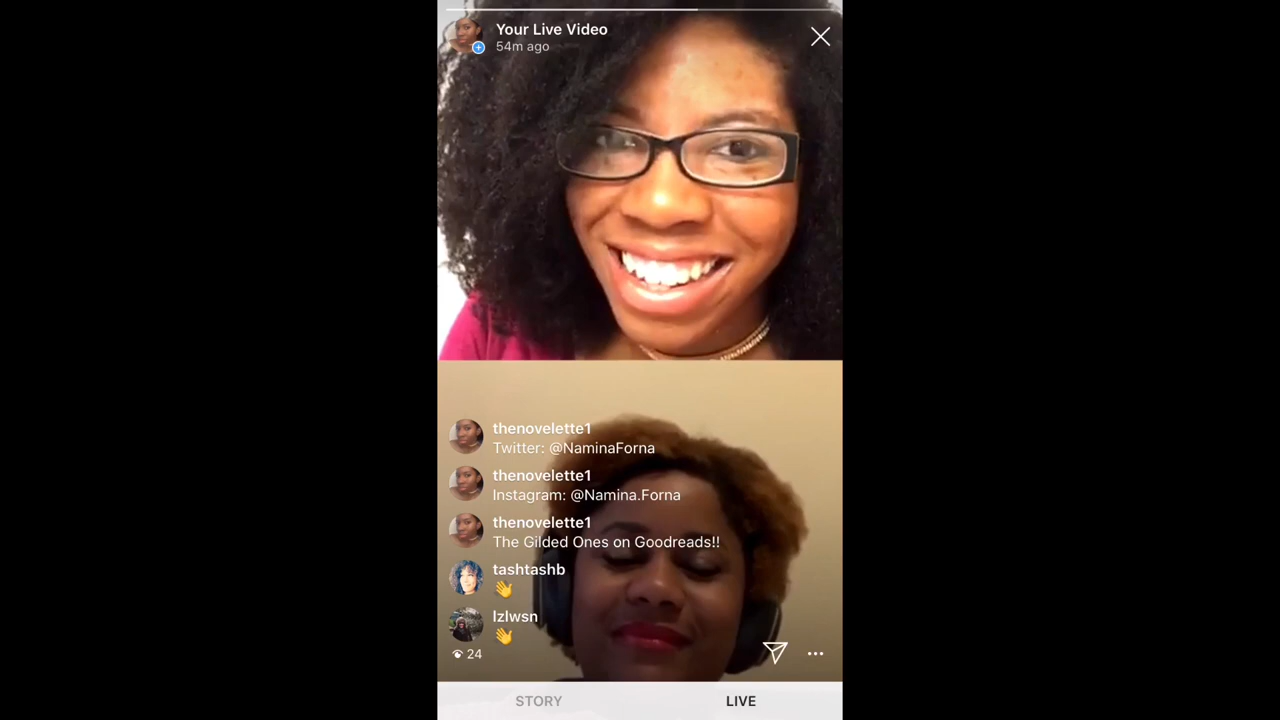 Your Live Video
54m ago
thenovelette1
Twitter: @NaminaForna
thenovelette1
Instagram: @Namina.Forna
thenovelette1
The Gilded Ones on Goodreads!!
tashtashb
👋
lzlwsn
👋
24
STORY LIVE